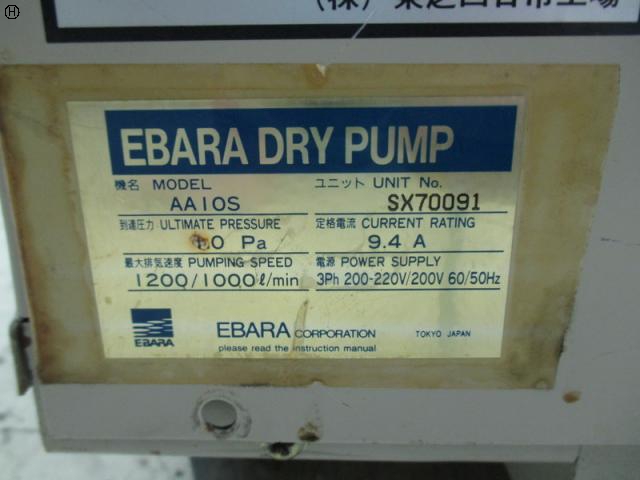 (株) 東芝四日市工場
EBARA DRY PUMP
機名 MODEL
AA10S
ユニット UNIT No.
SX70091
到達圧力 ULTIMATE PRESSURE
1.0 Pa
定格電流 CURRENT RATING
9.4 A
最大排気速度 PUMPING SPEED
1200/1000ℓ/min
電源 POWER SUPPLY
3Ph 200-220V/200V 60/50Hz
EBARA
EBARA CORPORATION
TOKYO JAPAN
please read the instruction manual
H